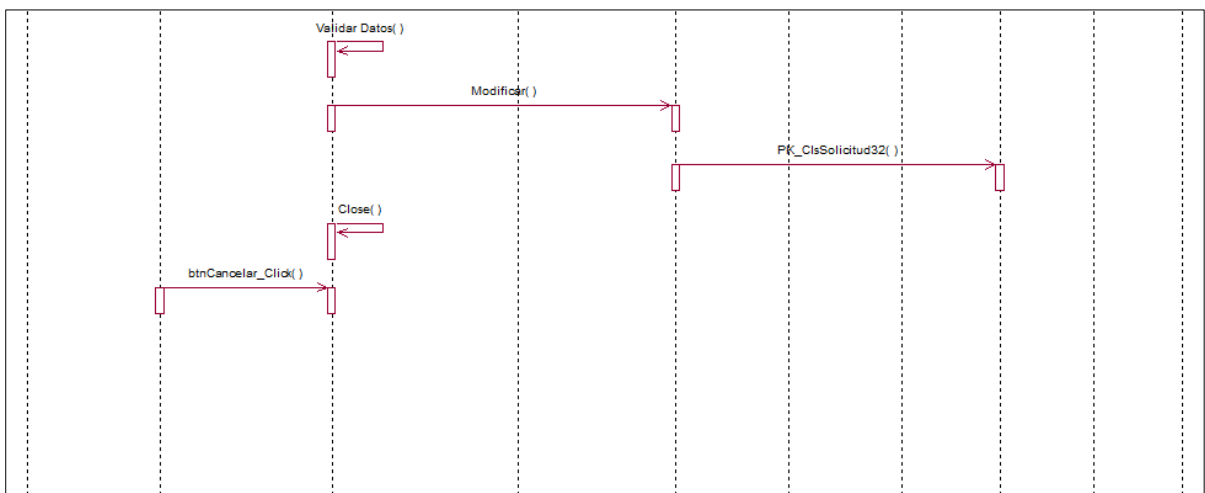 Validar Datos( )
Modificar( )
PK_ClsSolicitud32( )
Close( )
btnCancelar_Click( )